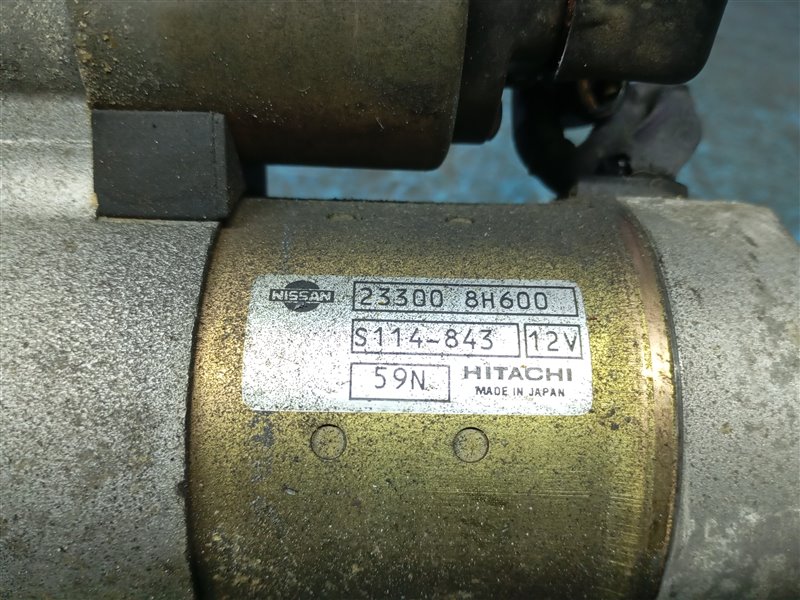 NISSAN 23300 8H600
S114-843 12V
59N HITACHI
MADE IN JAPAN